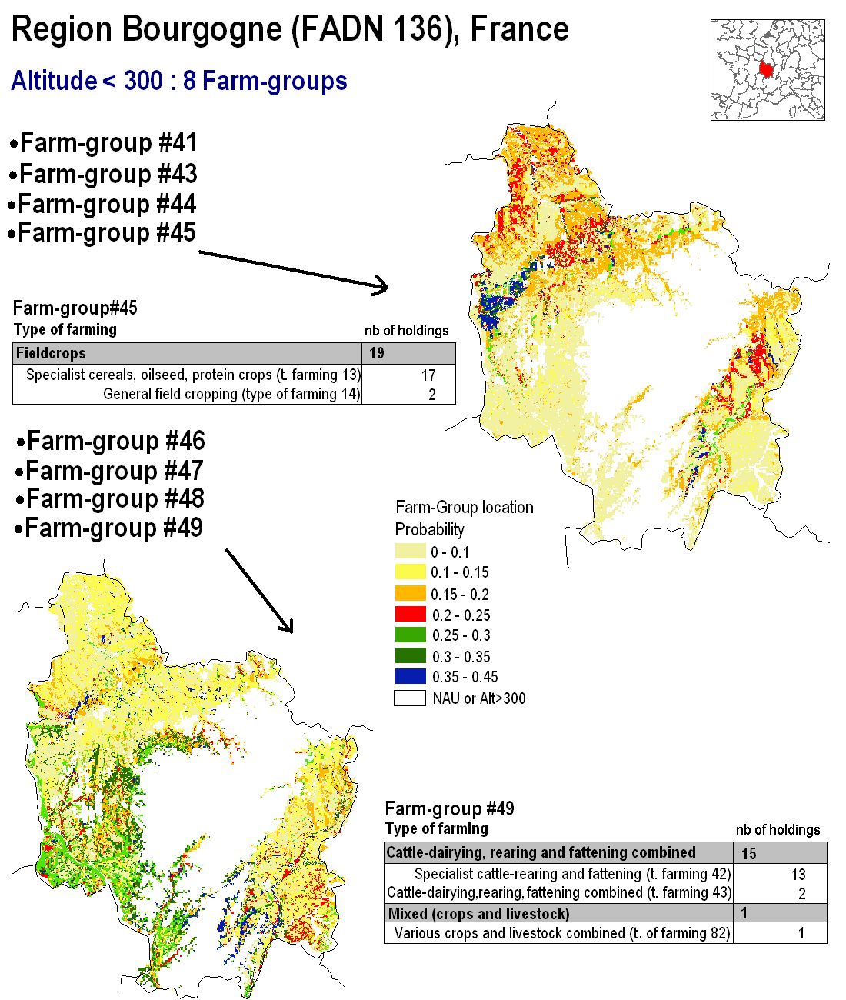 Region Bourgogne (FADN 136), France
Altitude < 300 : 8 Farm-groups
•Farm-group #41
•Farm-group #43
•Farm-group #44
•Farm-group #45
Farm-group#45
Type of farming nb of holdings
Fieldcrops 19
Specialist cereals, oilseed, protein crops (t. farming 13) 17
General field cropping (type of farming 14) 2
•Farm-group #46
•Farm-group #47
•Farm-group #48
•Farm-group #49
Farm-Group location
Probability
0 - 0.1
0.1 - 0.15
0.15 - 0.2
0.2 - 0.25
0.25 - 0.3
0.3 - 0.35
0.35 - 0.45
NAU or Alt>300
Farm-group #49
Type of farming nb of holdings
Cattle-dairying, rearing and fattening combined 15
Specialist cattle-rearing and fattening (t. farming 42) 13
Cattle-dairying,rearing, fattening combined (t. farming 43) 2
Mixed (crops and livestock) 1
Various crops and livestock combined (t. of farming 82) 1